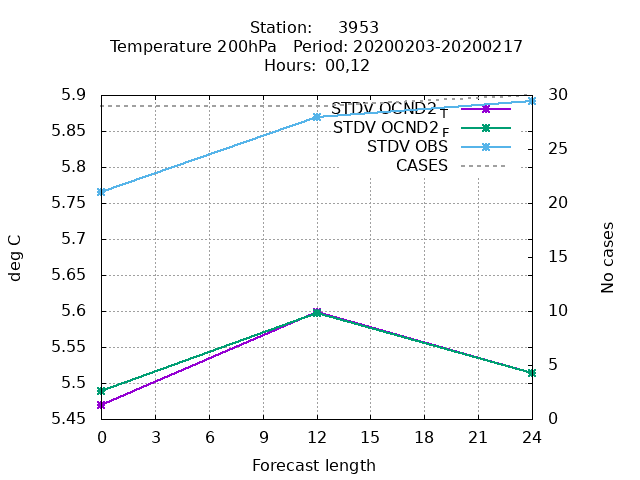 Station: 3953
Temperature 200hPa Period: 20200203-20200217
Hours: 00,12
5.9
5.85
5.8
5.75
5.7
5.65
5.6
5.55
5.5
5.45
30
25
20
15
10
5
0
STDV OCND2_T
STDV OCND2_F
STDV OBS
CASES
deg C
No cases
0 3 6 9 12 15 18 21 24
Forecast length